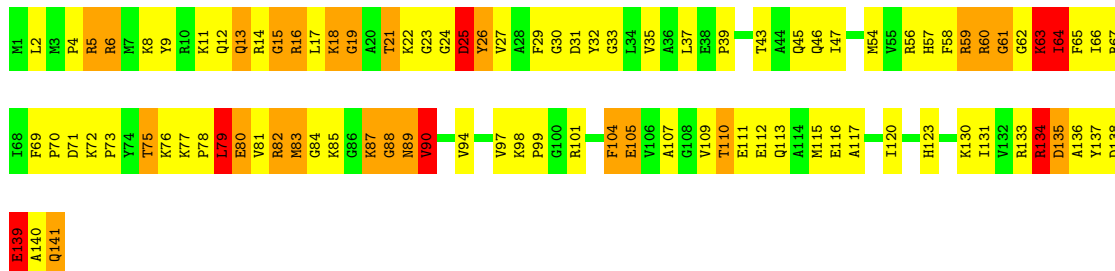 M1 L2 M3 P4 R5 R6 M7 K8 Y9 R10 K11 Q12 Q13 R14 G15 R16 L17 K18 G19 A20 T21 K22 G23 G24 D25 Y26 V27 A28 F29 G30 D31 Y32 G33 L34 V35 A36 L37 E38 P39 T43 A44 Q45 Q46 I47 M54 V55 R56 H57 F58 R59 R60 G61 G62 K63 I64 F65 I66
I68 F69 P70 D71 K72 P73 Y74 T75 K76 K77 P78 L79 E80 V81 R82 M83 G84 K85 G86 K87 G88 N89 V90 V94 V97 K98 P99 G100 R101 F104 E105 V106 A107 G108 V109 T110 E111 E112 Q113 A114 M115 E116 A117 I120 H123 K130 I131 V132 R133 R134 D135 A136 Y137
E139 A140 Q141